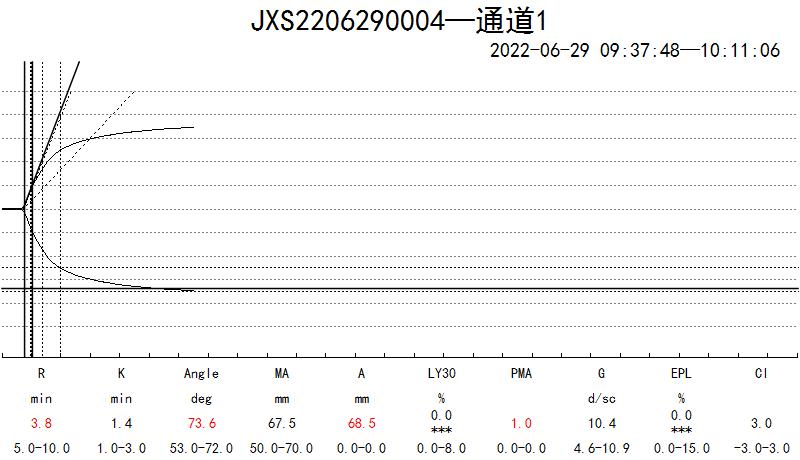 JXS2206290004—通道1
2022-06-29 09:37:48—10:11:06
R K Angle MA A LY30 PMA G EPL CI
min min deg mm mm % d/sc %
3.8 1.4 73.6 67.5 68.5 0.0 1.0 10.4 0.0 3.0
*** ***
5.0-10.0 1.0-3.0 53.0-72.0 50.0-70.0 0.0-0.0 0.0-8.0 0.0-0.0 4.6-10.9 0.0-15.0 -3.0-3.0